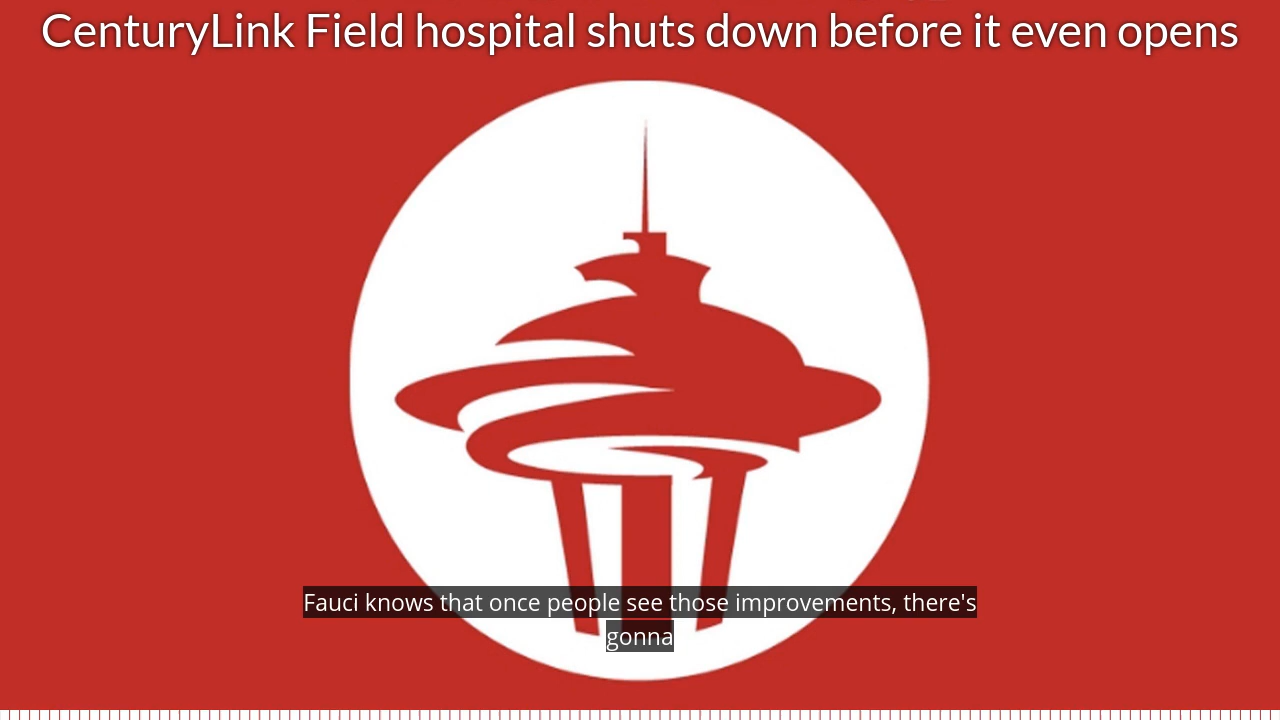 CenturyLink Field hospital shuts down before it even opens
Fauci knows that once people see those improvements, there's
gonna